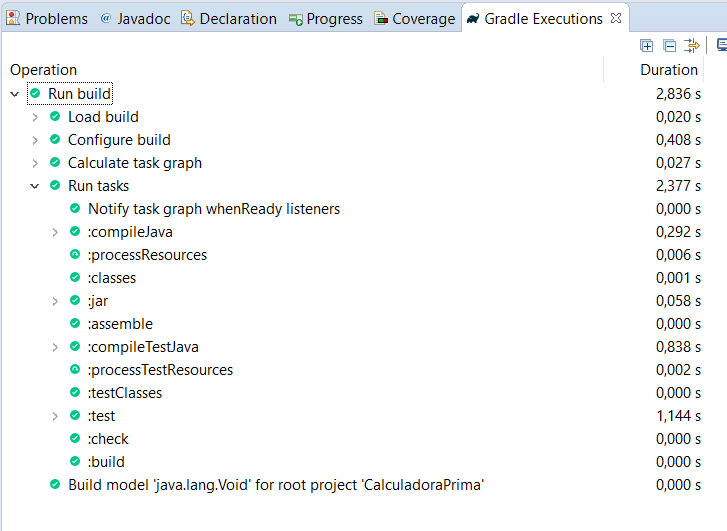 Problems @ Javadoc Declaration Progress Coverage Gradle Executions
Operation Duration
Run build 2,836 s
Load build 0,020 s
Configure build 0,408 s
Calculate task graph 0,027 s
Run tasks 2,377 s
Notify task graph whenReady listeners 0,000 s
:compileJava 0,292 s
:processResources 0,006 s
:classes 0,001 s
:jar 0,058 s
:assemble 0,000 s
:compileTestJava 0,838 s
:processTestResources 0,002 s
:testClasses 0,000 s
:test 1,144 s
:check 0,000 s
:build 0,000 s
Build model 'java.lang.Void' for root project 'CalculadoraPrima' 0,000 s